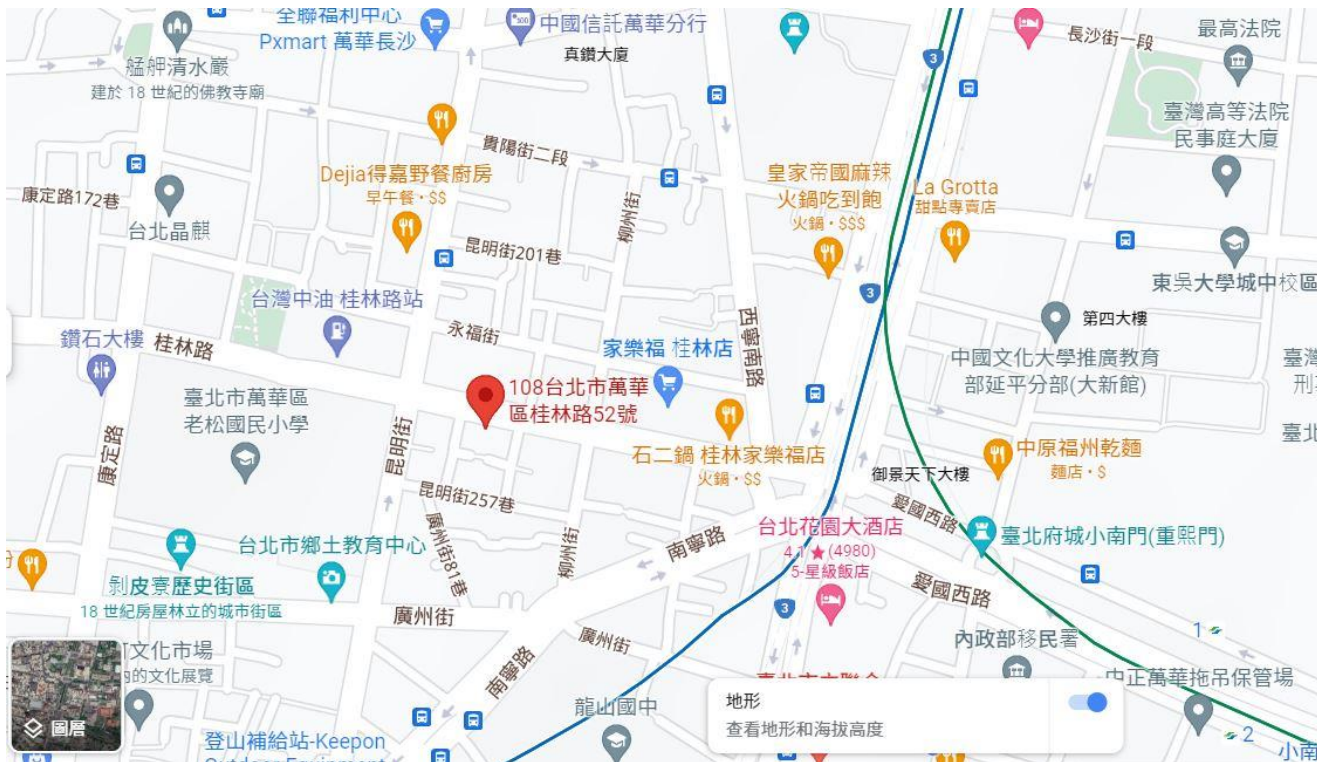 全聯福利中心
Pxmart 萬華長沙
中國信託萬華分行
真鑽大廈
長沙街一段
最高法院
艋舺清水巖
建於 18 世紀的佛教寺廟
臺灣高等法院
民事庭大廈
貴陽街二段
Dejia得嘉野餐廚房
早午餐・$$
康定路172巷
柳州街
皇家帝國麻辣
火鍋吃到飽
火鍋・$$$
La Grotta
甜點專賣店
台北晶麒
昆明街201巷
東吳大學城中校區
台灣中油 桂林路站
永福街
西寧南路
第四大樓
鑽石大樓
桂林路
家樂福 桂林店
中國文化大學推廣教育
部延平分部(大新館)
108台北市萬華
區桂林路52號
臺北市萬華區
老松國民小學
康定路
昆明街
石二鍋 桂林家樂福店
火鍋・$$
中原福州乾麵
麵店・$
御景天下大樓
昆明街257巷
愛國西路
廣州街81巷
柳州街
南寧路
台北花園大酒店
4.1 ★ (4980)
5-星級飯店
臺北府城小南門(重熙門)
台北市鄉土教育中心
剝皮寮歷史街區
18 世紀房屋林立的城市街區
愛國西路
廣州街
廣州街
內政部移民署
文化市場
的文化展覽
南寧路
龍山國中
中正萬華拖吊保管場
地形
查看地形和海拔高度
圖層
登山補給站-Keepon
3
3
3
1
2
小南